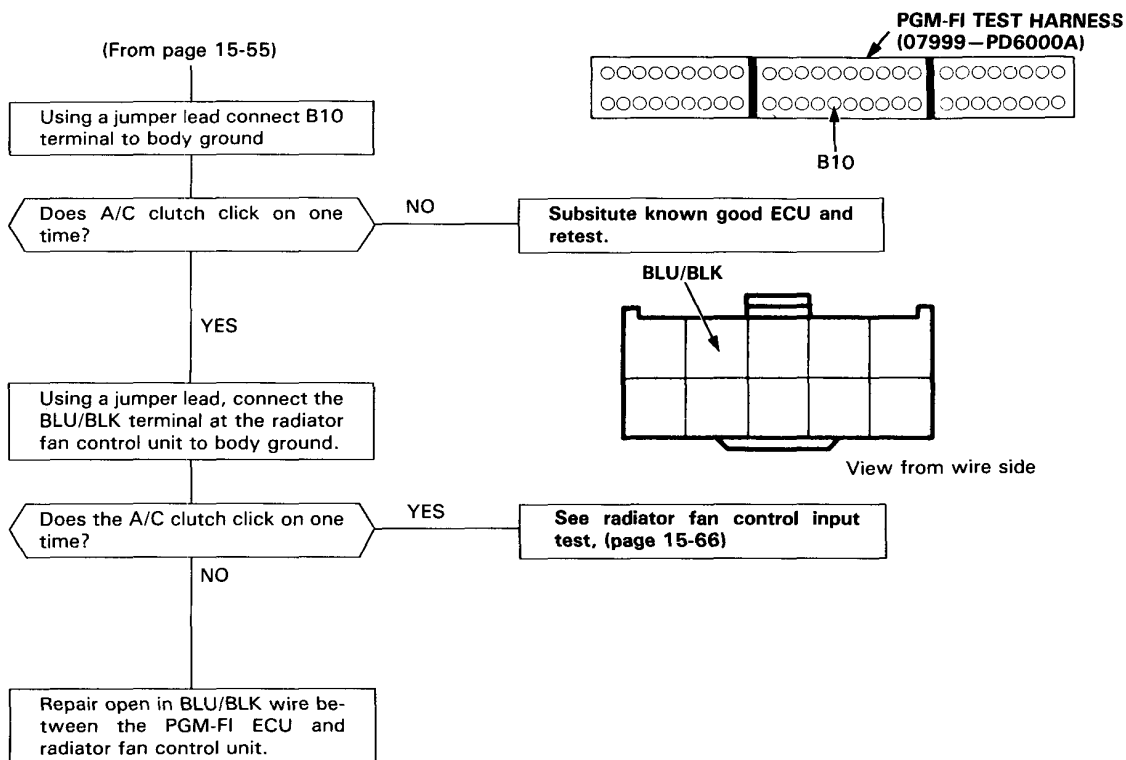 (From page 15-55)
PGM-FI TEST HARNESS
(07999—PD6000A)
Using a jumper lead connect B10
terminal to body ground
B10
Does A/C clutch click on one
time?
NO
Subsitute known good ECU and
retest.
BLU/BLK
YES
Using a jumper lead, connect the
BLU/BLK terminal at the radiator
fan control unit to body ground.
View from wire side
Does the A/C clutch click on one
time?
YES
See radiator fan control input
test, (page 15-66)
NO
Repair open in BLU/BLK wire be-
tween the PGM-FI ECU and
radiator fan control unit.